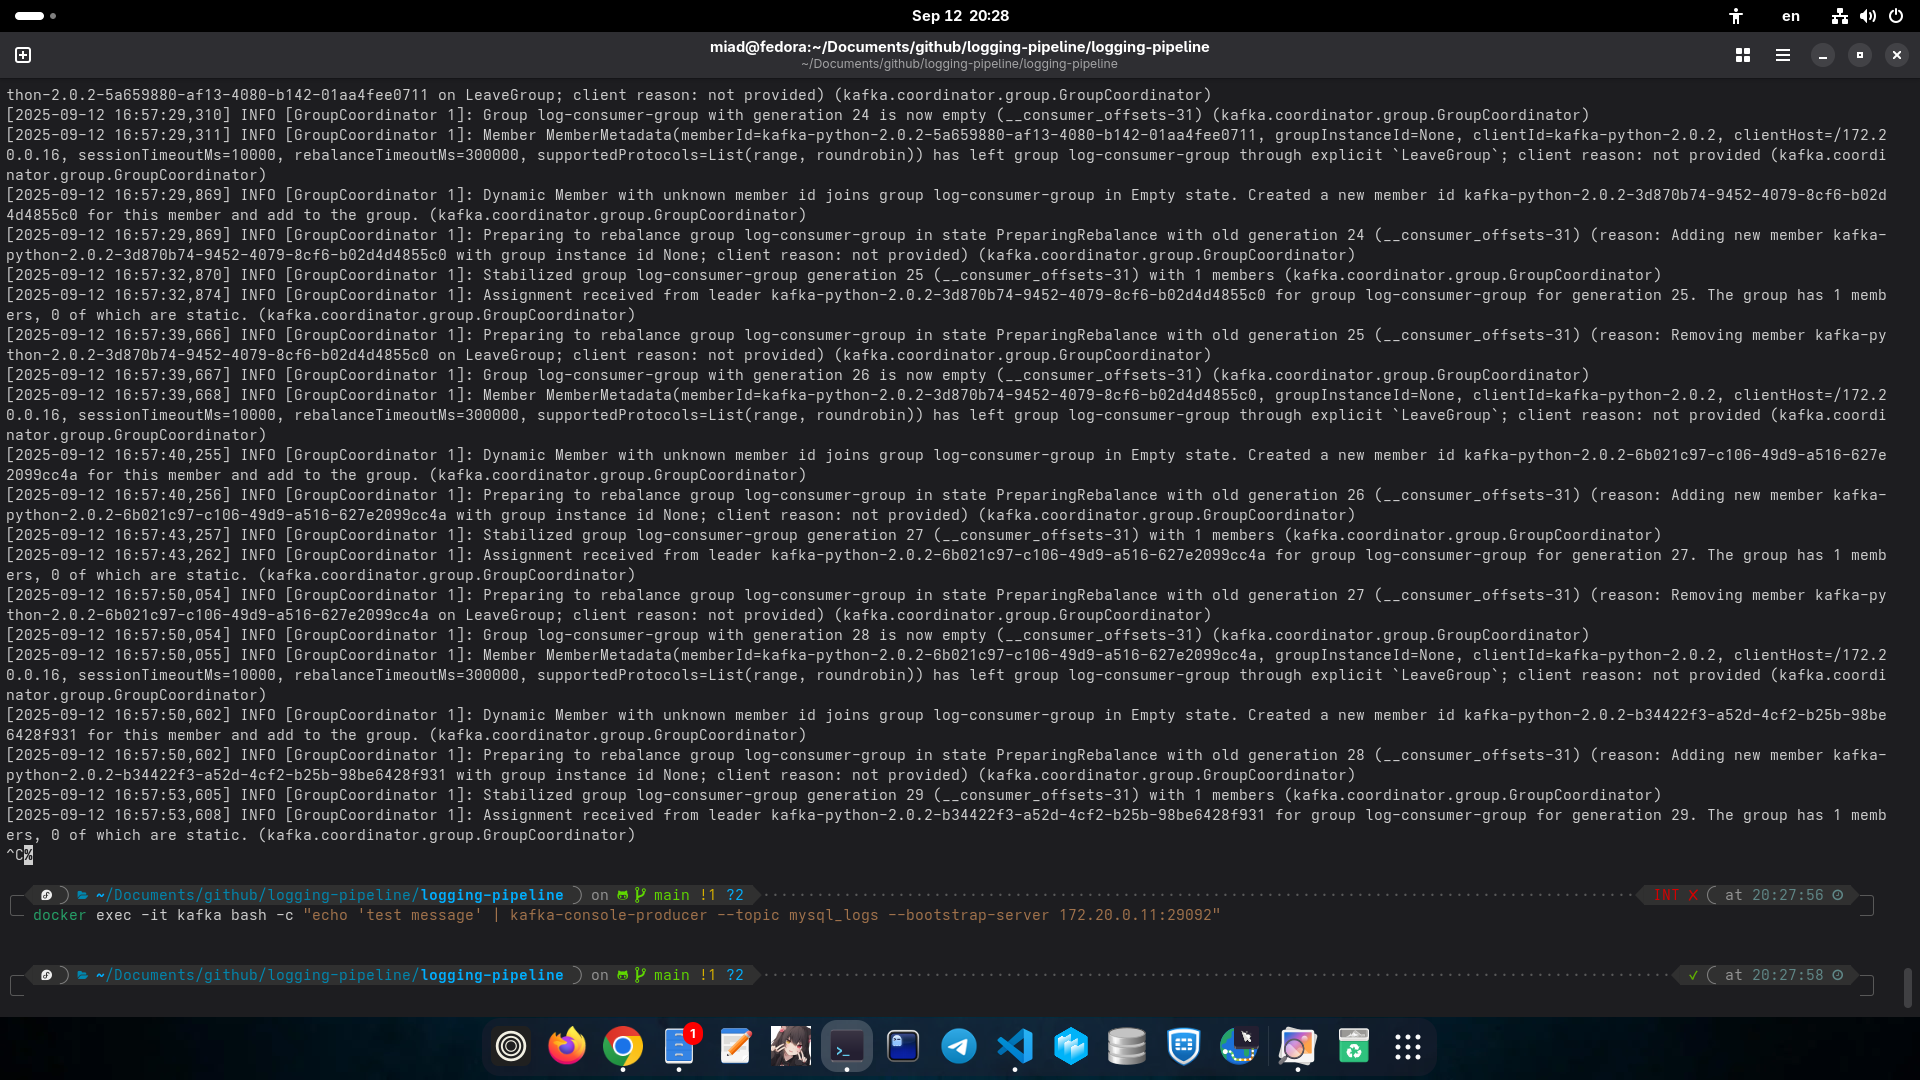 Sep 12 20:28
en
miad@fedora:~/Documents/github/logging-pipeline/logging-pipeline
~/Documents/github/logging-pipeline/logging-pipeline
thon-2.0.2-5a659880-af13-4080-b142-01aa4fee0711 on LeaveGroup; client reason: not provided) (kafka.coordinator.group.GroupCoordinator)
[2025-09-12 16:57:29,310] INFO [GroupCoordinator 1]: Group log-consumer-group with generation 24 is now empty (__consumer_offsets-31) (kafka.coordinator.group.GroupCoordinator)
[2025-09-12 16:57:29,311] INFO [GroupCoordinator 1]: Member MemberMetadata(memberId=kafka-python-2.0.2-5a659880-af13-4080-b142-01aa4fee0711, groupInstanceId=None, clientId=kafka-python-2.0.2, clientHost=/172.2
0.0.16, sessionTimeoutMs=10000, rebalanceTimeoutMs=300000, supportedProtocols=List(range, roundrobin)) has left group log-consumer-group through explicit `LeaveGroup`; client reason: not provided (kafka.coordi
nator.group.GroupCoordinator)
[2025-09-12 16:57:29,869] INFO [GroupCoordinator 1]: Dynamic Member with unknown member id joins group log-consumer-group in Empty state. Created a new member id kafka-python-2.0.2-3d870b74-9452-4079-8cf6-b02d
4d4855c0 for this member and add to the group. (kafka.coordinator.group.GroupCoordinator)
[2025-09-12 16:57:29,869] INFO [GroupCoordinator 1]: Preparing to rebalance group log-consumer-group in state PreparingRebalance with old generation 24 (__consumer_offsets-31) (reason: Adding new member kafka-
python-2.0.2-3d870b74-9452-4079-8cf6-b02d4d4855c0 with group instance id None; client reason: not provided) (kafka.coordinator.group.GroupCoordinator)
[2025-09-12 16:57:32,870] INFO [GroupCoordinator 1]: Stabilized group log-consumer-group generation 25 (__consumer_offsets-31) with 1 members (kafka.coordinator.group.GroupCoordinator)
[2025-09-12 16:57:32,874] INFO [GroupCoordinator 1]: Assignment received from leader kafka-python-2.0.2-3d870b74-9452-4079-8cf6-b02d4d4855c0 for group log-consumer-group for generation 25. The group has 1 memb
ers, 0 of which are static. (kafka.coordinator.group.GroupCoordinator)
[2025-09-12 16:57:39,666] INFO [GroupCoordinator 1]: Preparing to rebalance group log-consumer-group in state PreparingRebalance with old generation 25 (__consumer_offsets-31) (reason: Removing member kafka-py
thon-2.0.2-3d870b74-9452-4079-8cf6-b02d4d4855c0 on LeaveGroup; client reason: not provided) (kafka.coordinator.group.GroupCoordinator)
[2025-09-12 16:57:39,667] INFO [GroupCoordinator 1]: Group log-consumer-group with generation 26 is now empty (__consumer_offsets-31) (kafka.coordinator.group.GroupCoordinator)
[2025-09-12 16:57:39,668] INFO [GroupCoordinator 1]: Member MemberMetadata(memberId=kafka-python-2.0.2-3d870b74-9452-4079-8cf6-b02d4d4855c0, groupInstanceId=None, clientId=kafka-python-2.0.2, clientHost=/172.2
0.0.16, sessionTimeoutMs=10000, rebalanceTimeoutMs=300000, supportedProtocols=List(range, roundrobin)) has left group log-consumer-group through explicit `LeaveGroup`; client reason: not provided (kafka.coordi
nator.group.GroupCoordinator)
[2025-09-12 16:57:40,255] INFO [GroupCoordinator 1]: Dynamic Member with unknown member id joins group log-consumer-group in Empty state. Created a new member id kafka-python-2.0.2-6b021c97-c106-49d9-a516-627e
2099cc4a for this member and add to the group. (kafka.coordinator.group.GroupCoordinator)
[2025-09-12 16:57:40,256] INFO [GroupCoordinator 1]: Preparing to rebalance group log-consumer-group in state PreparingRebalance with old generation 26 (__consumer_offsets-31) (reason: Adding new member kafka-
python-2.0.2-6b021c97-c106-49d9-a516-627e2099cc4a with group instance id None; client reason: not provided) (kafka.coordinator.group.GroupCoordinator)
[2025-09-12 16:57:43,257] INFO [GroupCoordinator 1]: Stabilized group log-consumer-group generation 27 (__consumer_offsets-31) with 1 members (kafka.coordinator.group.GroupCoordinator)
[2025-09-12 16:57:43,262] INFO [GroupCoordinator 1]: Assignment received from leader kafka-python-2.0.2-6b021c97-c106-49d9-a516-627e2099cc4a for group log-consumer-group for generation 27. The group has 1 memb
ers, 0 of which are static. (kafka.coordinator.group.GroupCoordinator)
[2025-09-12 16:57:50,054] INFO [GroupCoordinator 1]: Preparing to rebalance group log-consumer-group in state PreparingRebalance with old generation 27 (__consumer_offsets-31) (reason: Removing member kafka-py
thon-2.0.2-6b021c97-c106-49d9-a516-627e2099cc4a on LeaveGroup; client reason: not provided) (kafka.coordinator.group.GroupCoordinator)
[2025-09-12 16:57:50,054] INFO [GroupCoordinator 1]: Group log-consumer-group with generation 28 is now empty (__consumer_offsets-31) (kafka.coordinator.group.GroupCoordinator)
[2025-09-12 16:57:50,055] INFO [GroupCoordinator 1]: Member MemberMetadata(memberId=kafka-python-2.0.2-6b021c97-c106-49d9-a516-627e2099cc4a, groupInstanceId=None, clientId=kafka-python-2.0.2, clientHost=/172.2
0.0.16, sessionTimeoutMs=10000, rebalanceTimeoutMs=300000, supportedProtocols=List(range, roundrobin)) has left group log-consumer-group through explicit `LeaveGroup`; client reason: not provided (kafka.coordi
nator.group.GroupCoordinator)
[2025-09-12 16:57:50,602] INFO [GroupCoordinator 1]: Dynamic Member with unknown member id joins group log-consumer-group in Empty state. Created a new member id kafka-python-2.0.2-b34422f3-a52d-4cf2-b25b-98be
6428f931 for this member and add to the group. (kafka.coordinator.group.GroupCoordinator)
[2025-09-12 16:57:50,602] INFO [GroupCoordinator 1]: Preparing to rebalance group log-consumer-group in state PreparingRebalance with old generation 28 (__consumer_offsets-31) (reason: Adding new member kafka-
python-2.0.2-b34422f3-a52d-4cf2-b25b-98be6428f931 with group instance id None; client reason: not provided) (kafka.coordinator.group.GroupCoordinator)
[2025-09-12 16:57:53,605] INFO [GroupCoordinator 1]: Stabilized group log-consumer-group generation 29 (__consumer_offsets-31) with 1 members (kafka.coordinator.group.GroupCoordinator)
[2025-09-12 16:57:53,608] INFO [GroupCoordinator 1]: Assignment received from leader kafka-python-2.0.2-b34422f3-a52d-4cf2-b25b-98be6428f931 for group log-consumer-group for generation 29. The group has 1 memb
ers, 0 of which are static. (kafka.coordinator.group.GroupCoordinator)
^C%
~/Documents/github/logging-pipeline/logging-pipeline on main !1 ?2 INT ✗ at 20:27:56
docker exec -it kafka bash -c "echo 'test message' | kafka-console-producer --topic mysql_logs --bootstrap-server 172.20.0.11:29092"
~/Documents/github/logging-pipeline/logging-pipeline on main !1 ?2 ✓ at 20:27:58
1